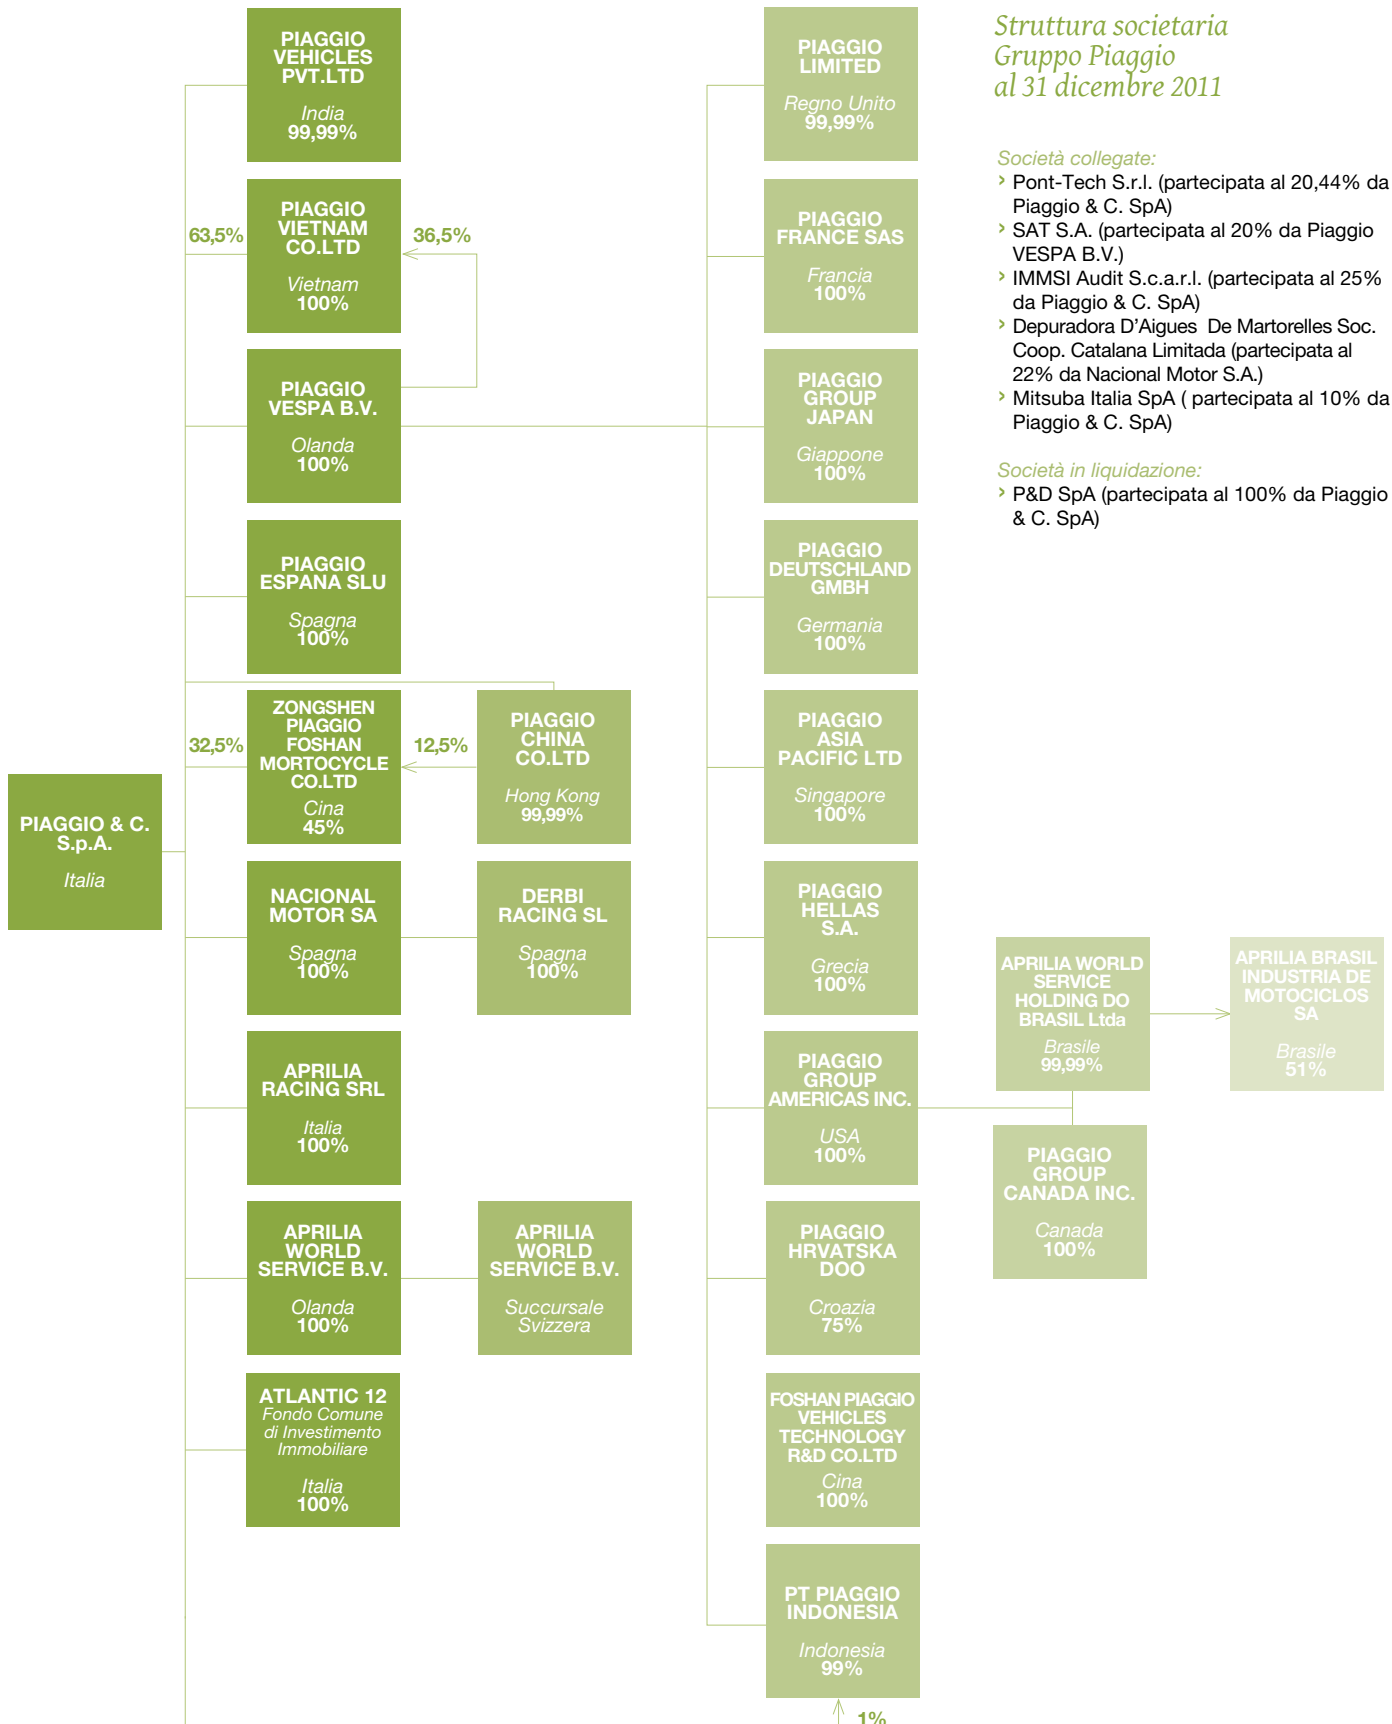 Struttura societaria
Gruppo Piaggio
al 31 dicembre 2011
Società collegate:
› Pont-Tech S.r.l. (partecipata al 20,44% da
Piaggio & C. SpA)
› SAT S.A. (partecipata al 20% da Piaggio
VESPA B.V.)
› IMMSI Audit S.c.a.r.l. (partecipata al 25%
da Piaggio & C. SpA)
› Depuradora D’Aigues De Martorelles Soc.
Coop. Catalana Limitada (partecipata al
22% da Nacional Motor S.A.)
› Mitsuba Italia SpA ( partecipata al 10% da
Piaggio & C. SpA)
Società in liquidazione:
› P&D SpA (partecipata al 100% da Piaggio
& C. SpA)
PIAGGIO & C.
S.p.A.
Italia
PIAGGIO
VEHICLES
PVT.LTD
India
99,99%
63,5%
PIAGGIO
VIETNAM
CO.LTD
Vietnam
100%
36,5%
PIAGGIO
VESPA B.V.
Olanda
100%
PIAGGIO
ESPANA SLU
Spagna
100%
32,5%
ZONGSHEN
PIAGGIO
FOSHAN
MORTOCYCLE
CO.LTD
Cina
45%
12,5%
PIAGGIO
CHINA
CO.LTD
Hong Kong
99,99%
NACIONAL
MOTOR SA
Spagna
100%
DERBI
RACING SL
Spagna
100%
APRILIA
RACING SRL
Italia
100%
APRILIA
WORLD
SERVICE B.V.
Olanda
100%
APRILIA
WORLD
SERVICE B.V.
Succursale
Svizzera
ATLANTIC 12
Fondo Comune
di Investimento
Immobiliare
Italia
100%
PIAGGIO
LIMITED
Regno Unito
99,99%
PIAGGIO
FRANCE SAS
Francia
100%
PIAGGIO
GROUP
JAPAN
Giappone
100%
PIAGGIO
DEUTSCHLAND
GMBH
Germania
100%
PIAGGIO
ASIA
PACIFIC LTD
Singapore
100%
PIAGGIO
HELLAS
S.A.
Grecia
100%
PIAGGIO
GROUP
AMERICAS INC.
USA
100%
APRILIA WORLD
SERVICE
HOLDING DO
BRASIL Ltda
Brasile
99,99%
APRILIA BRASIL
INDUSTRIA DE
MOTOCICLOS
SA
Brasile
51%
PIAGGIO
GROUP
CANADA INC.
Canada
100%
PIAGGIO
HRVATSKA
DOO
Croazia
75%
FOSHAN PIAGGIO
VEHICLES
TECHNOLOGY
R&D CO.LTD
Cina
100%
PT PIAGGIO
INDONESIA
Indonesia
99%
1%